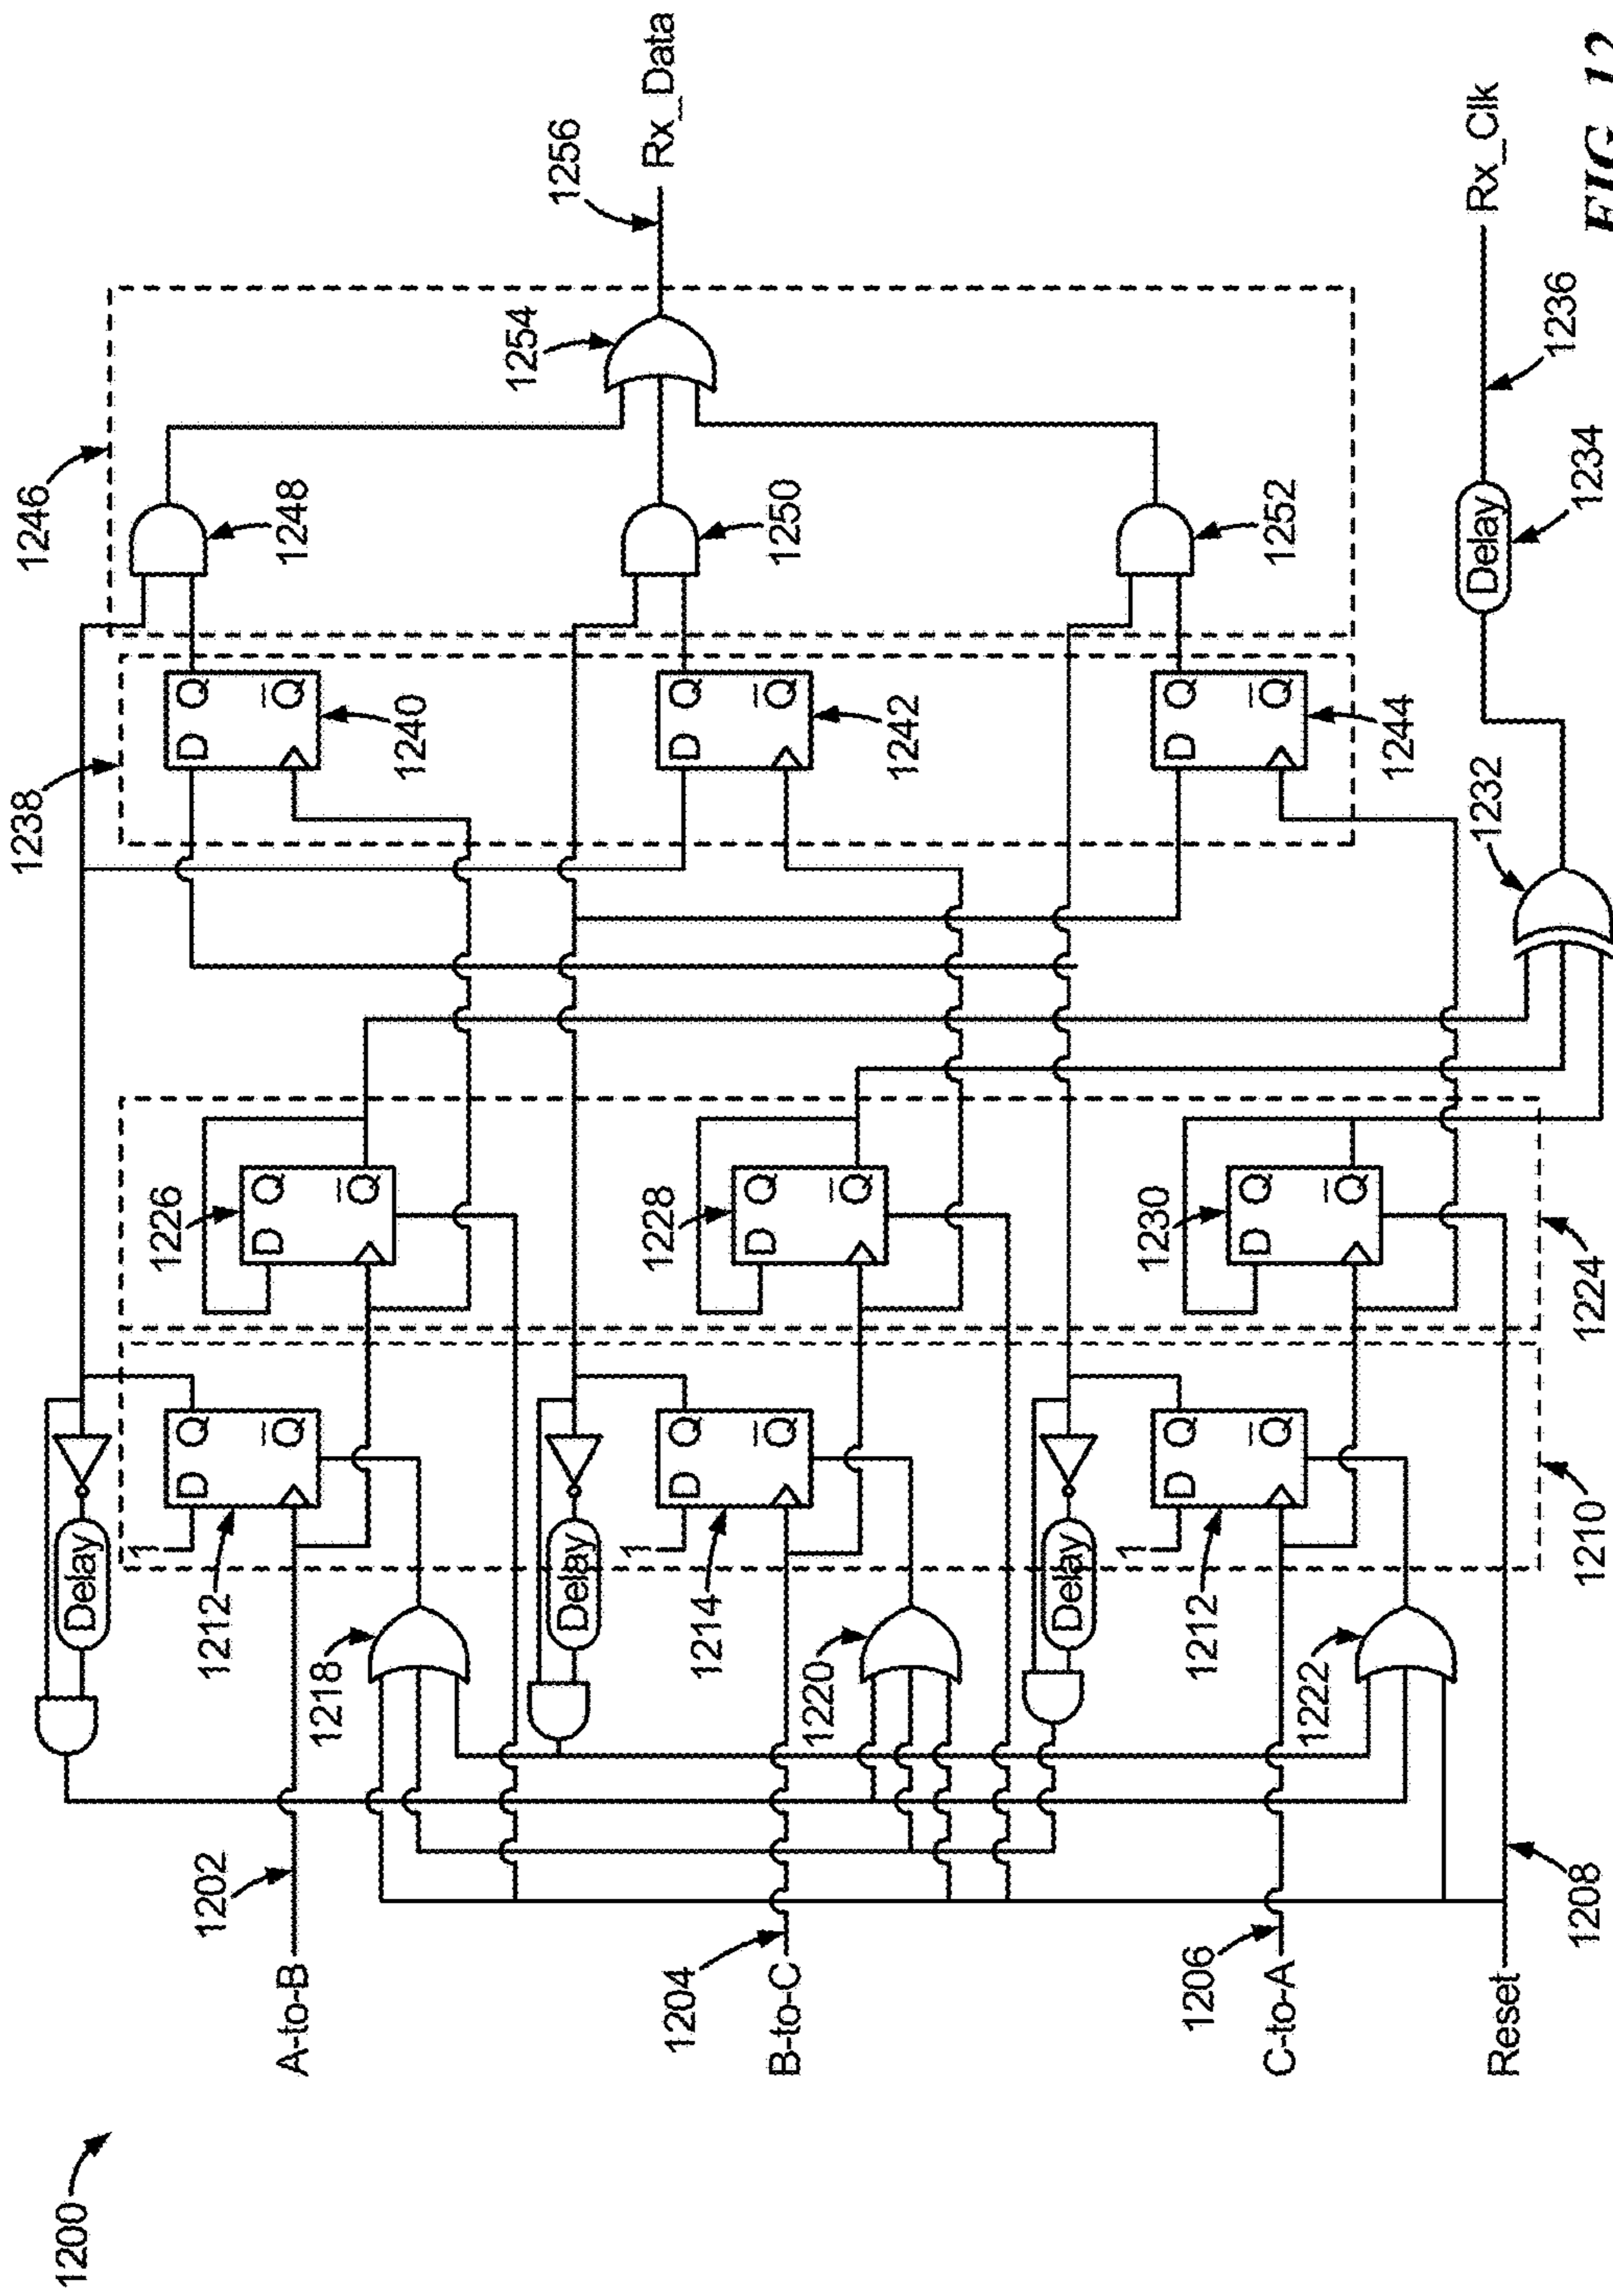 1200
1238
1246
Delay
1
D
Q
Q̅
1212
1226
D
Q
Q̅
D
Q
Q̅
1240
1248
1202
A-to-B
1218
1254
1256
Delay
1
D
Q
Q̅
1214
1228
D
Q
Q̅
D
Q
Q̅
1242
1250
Rx_Data
1204
B-to-C
1220
Delay
1
D
Q
Q̅
1212
1230
D
Q
Q̅
D
Q
Q̅
1244
1252
1206
C-to-A
1222
1232
Delay
Rx_Clk
Reset
1208
1210
1224
1234
1236
FIG. 12